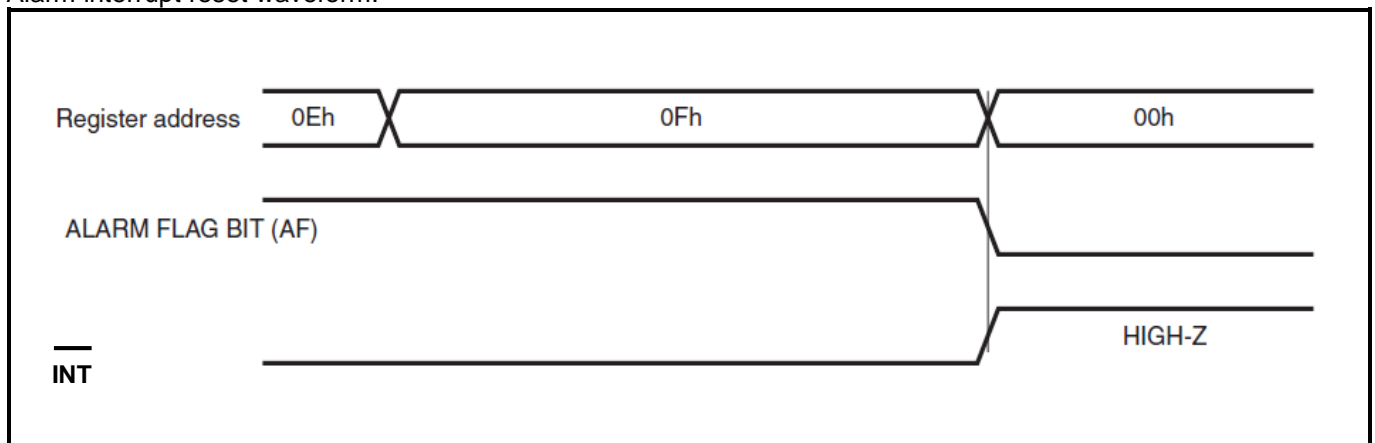 Alarm interrupt reset waveform:
Register address 0Eh 0Fh 00h
ALARM FLAG BIT (AF)
HIGH-Z
INT